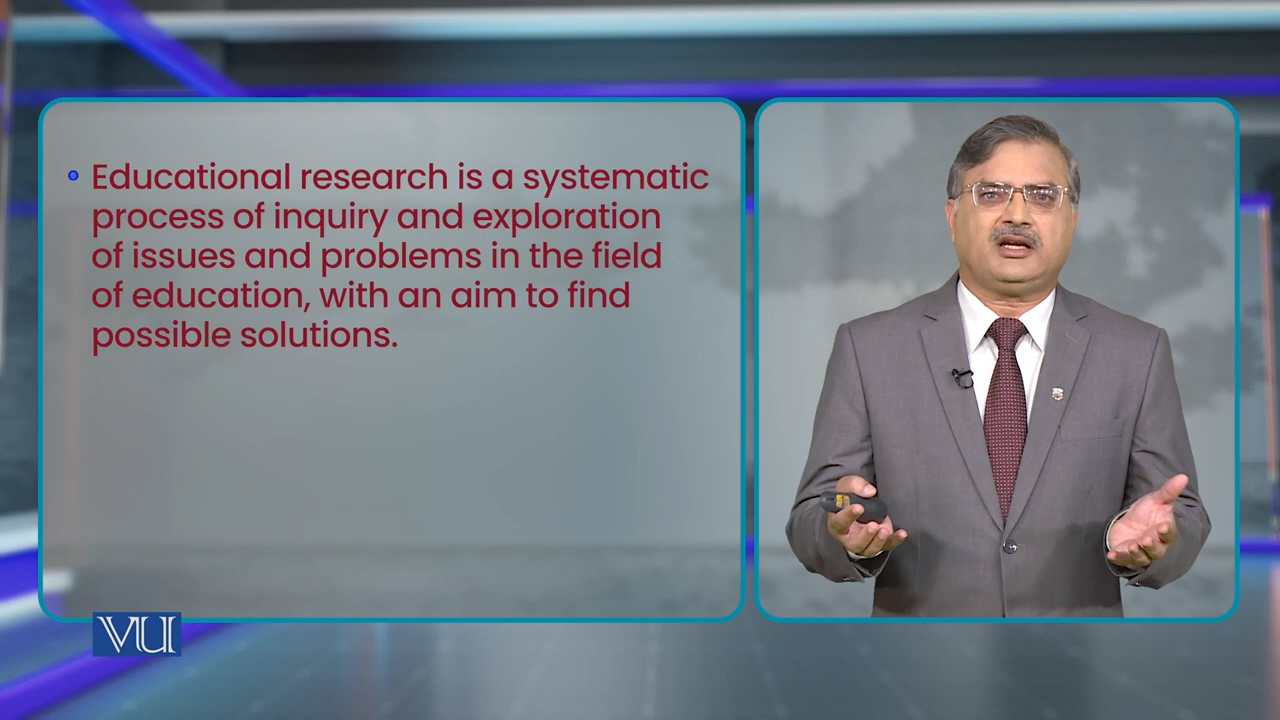 Educational research is a systematic
process of inquiry and exploration
of issues and problems in the field
of education, with an aim to find
possible solutions.
VU